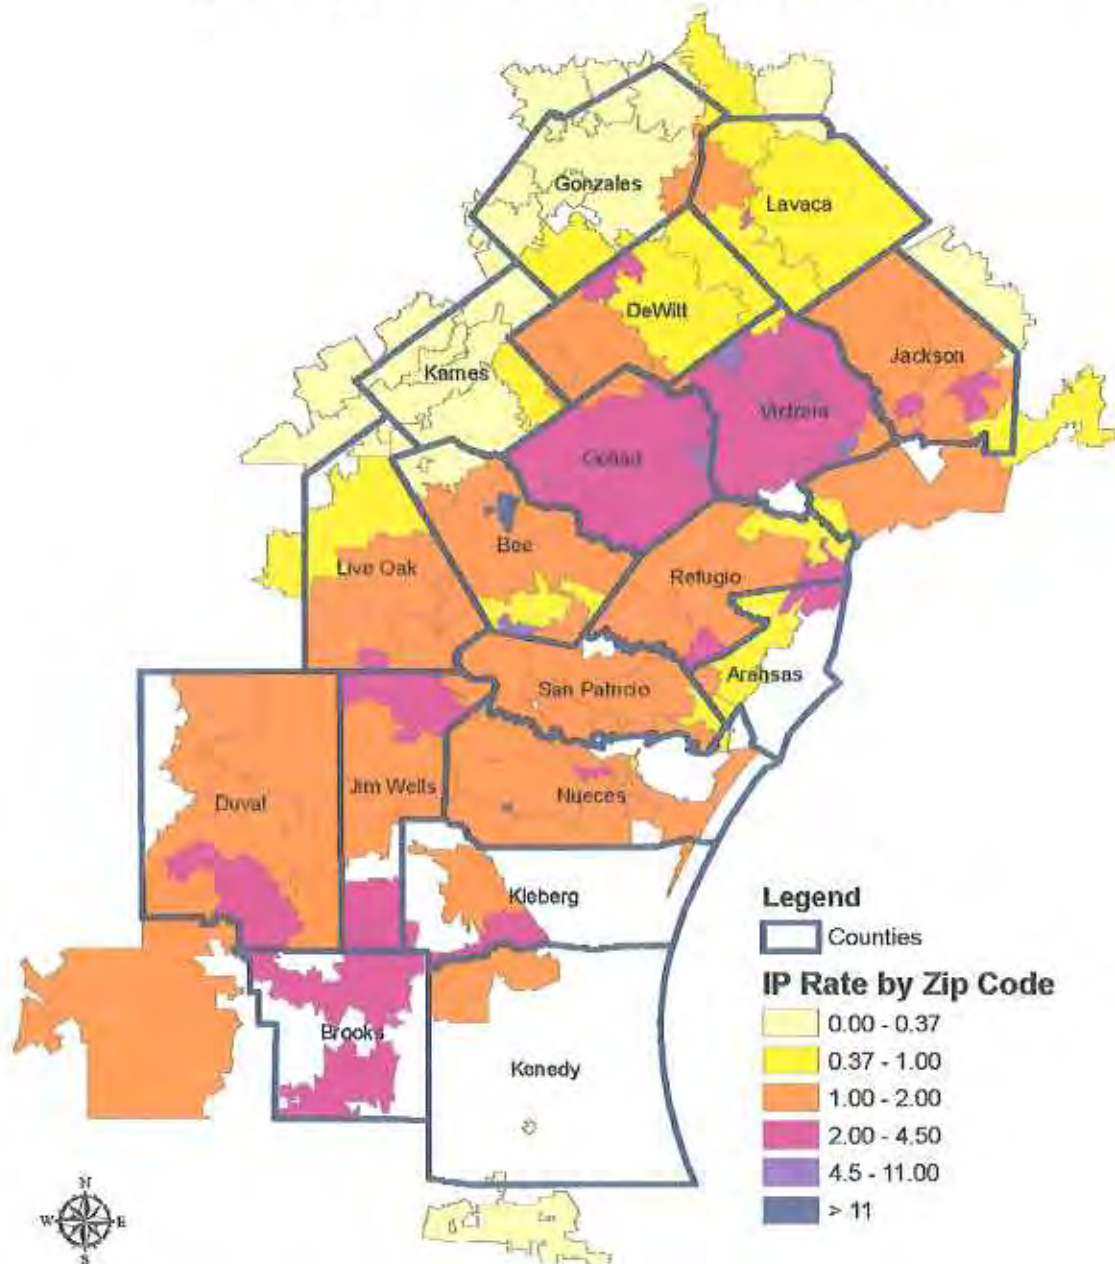 Gonzales
Lavaca
DeWitt
Jackson
Karnes
Victoria
Goliad
Bee
Live Oak
Refugio
Aransas
San Patricio
Jim Wells
Duval
Nueces
Kleberg
Brooks
Kenedy
Legend
Counties
IP Rate by Zip Code
0.00 - 0.37
0.37 - 1.00
1.00 - 2.00
2.00 - 4.50
4.5 - 11.00
> 11
N
W E
S